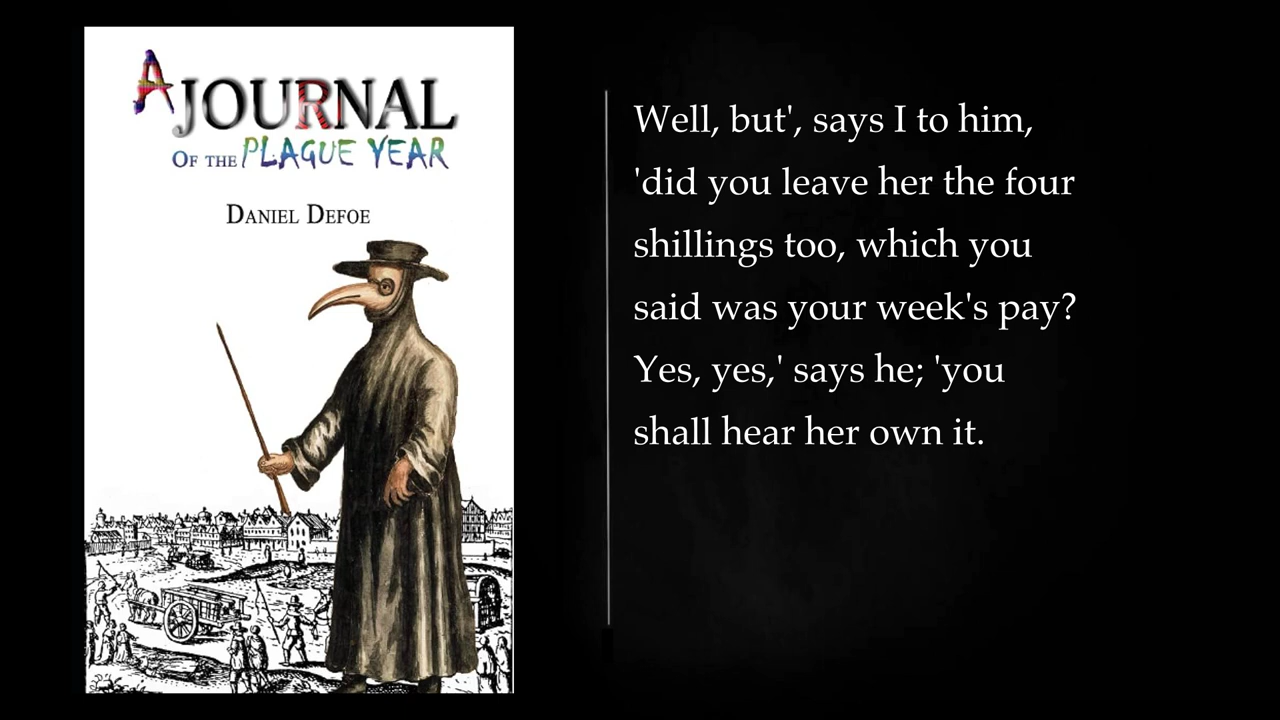 A JOURNAL
OF THE PLAGUE YEAR
DANIEL DEFOE
Well, but', says I to him,
'did you leave her the four
shillings too, which you
said was your week's pay?
Yes, yes,' says he; 'you
shall hear her own it.